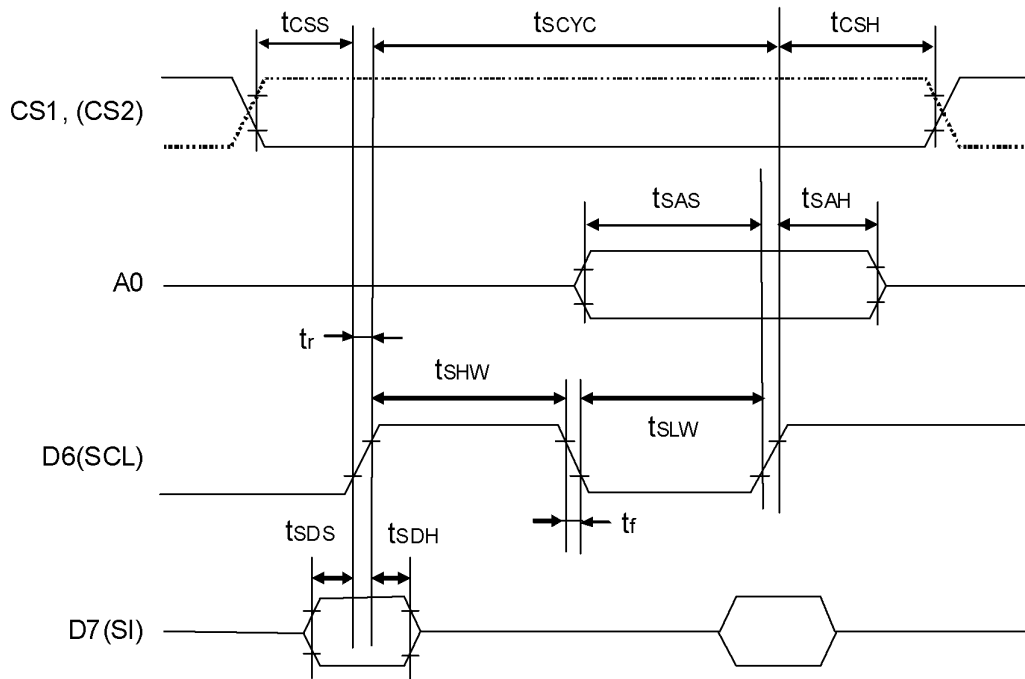 tCSS tSCYC tCSH
CS1, (CS2)
tSAS tSAH
A0
tr
tSHW
tSLW
D6(SCL)
tSDS tSDH tf
D7(SI)